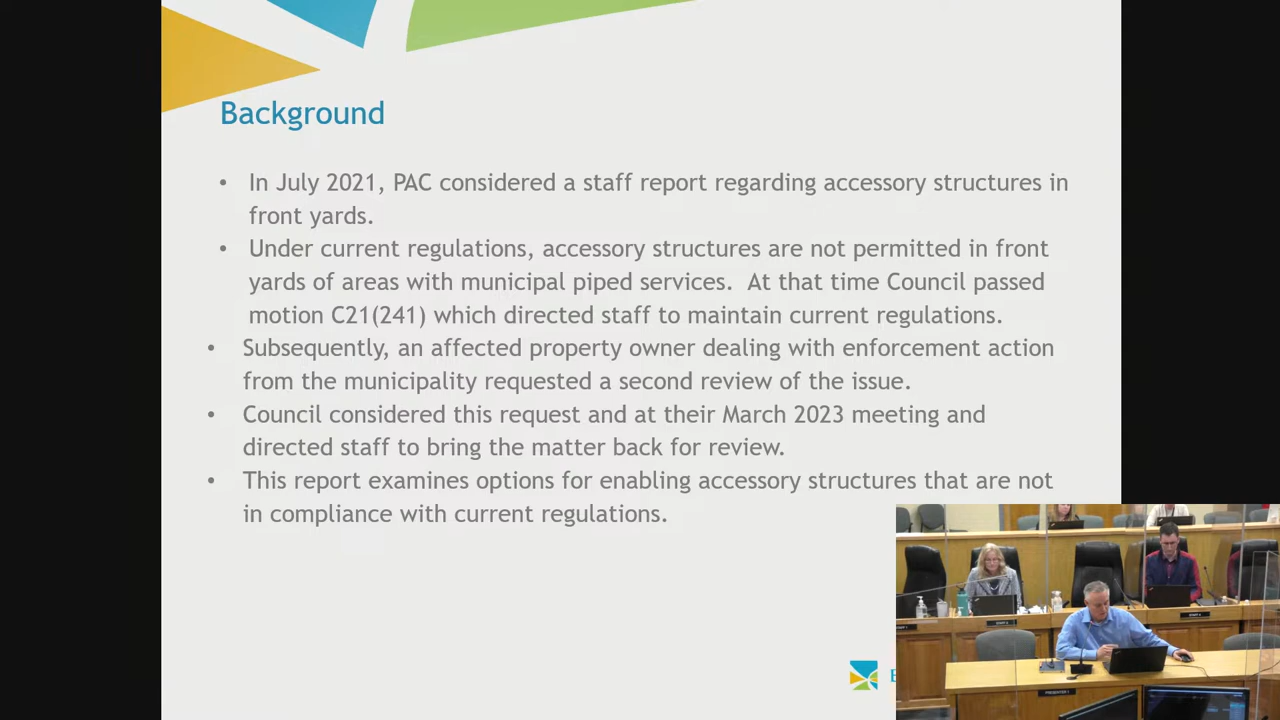 Background
• In July 2021, PAC considered a staff report regarding accessory structures in
front yards.
• Under current regulations, accessory structures are not permitted in front
yards of areas with municipal piped services. At that time Council passed
motion C21(241) which directed staff to maintain current regulations.
• Subsequently, an affected property owner dealing with enforcement action
from the municipality requested a second review of the issue.
• Council considered this request and at their March 2023 meeting and
directed staff to bring the matter back for review.
• This report examines options for enabling accessory structures that are not
in compliance with current regulations.
PRESENTER 1